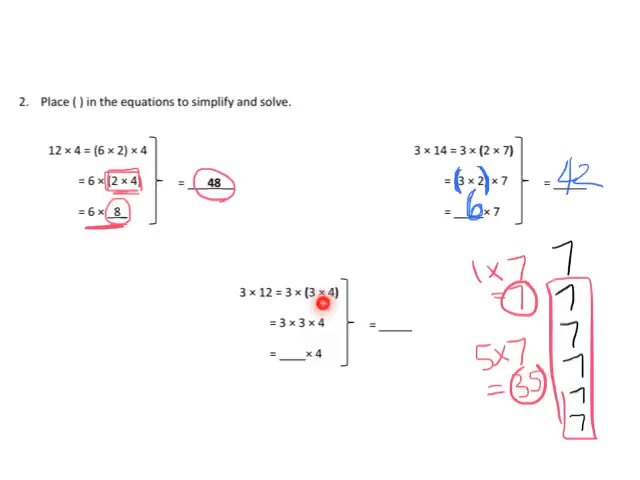 2. Place ( ) in the equations to simplify and solve.
12 × 4 = (6 × 2) × 4
= 6 × (2 × 4)
= 6 × 8
= 48
3 × 14 = 3 × (2 × 7)
= (3 × 2) × 7
= 6 × 7
= 42
3 × 12 = 3 × (3 × 4)
= 3 × 3 × 4
= ___ × 4
= ____
1 × 7
= 7
5 × 7
= 35
7
7
7
7
7
7